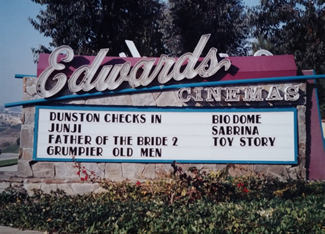 Edwards
CINEMAS
DUNSTON CHECKS IN
JUNJI
FATHER OF THE BRIDE 2
GRUMPIER OLD MEN
BIO DOME
SABRINA
TOY STORY